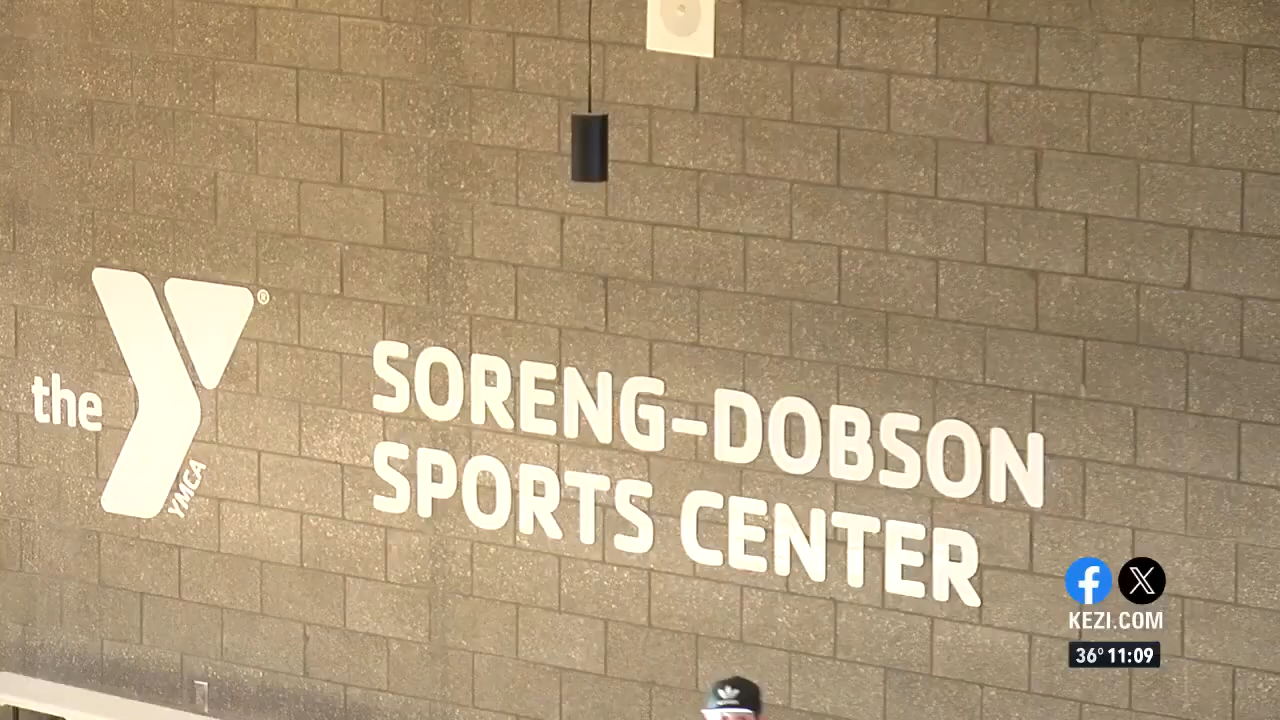 the
YMCA
®
SORENG-DOBSON
SPORTS CENTER
KEZI.COM
36° 11:09